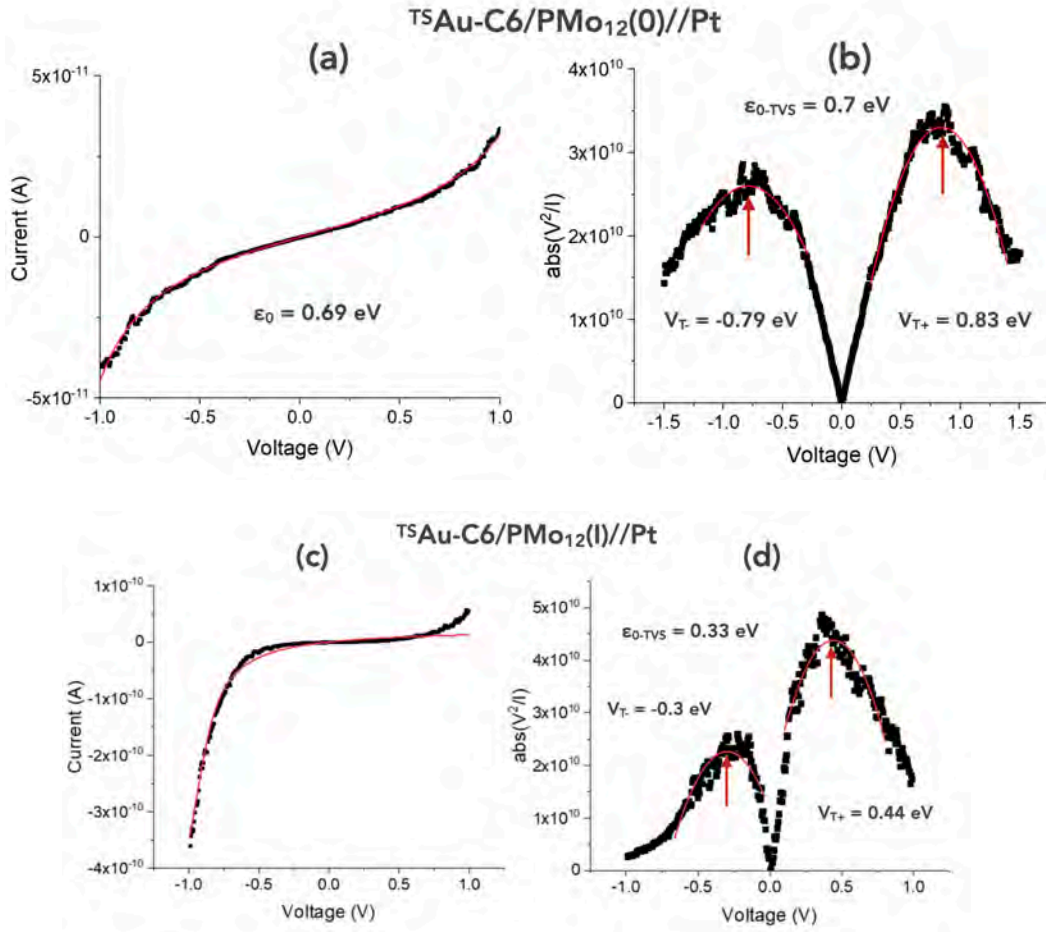 TSAu-C6/PMo12(0)//Pt
(a)
5x10-11
0
-5x10-11
-1.0 -0.5 0.0 0.5 1.0
Current (A)
Voltage (V)
ε0 = 0.69 eV
(b)
4x10^10
3x10^10
2x10^10
1x10^10
0
-1.5 -1.0 -0.5 0.0 0.5 1.0 1.5
abs(V2/I)
Voltage (V)
ε0-TVS = 0.7 eV
VT- = -0.79 eV
VT+ = 0.83 eV
TSAu-C6/PMo12(I)//Pt
(c)
1x10-10
0
-1x10-10
-2x10-10
-3x10-10
-4x10-10
-1.0 -0.5 0.0 0.5 1.0
Current (A)
Voltage (V)
(d)
5x10^10
4x10^10
3x10^10
2x10^10
1x10^10
0
-1.0 -0.5 0.0 0.5 1.0
abs(V2/I)
Voltage (V)
ε0-TVS = 0.33 eV
VT- = -0.3 eV
VT+ = 0.44 eV